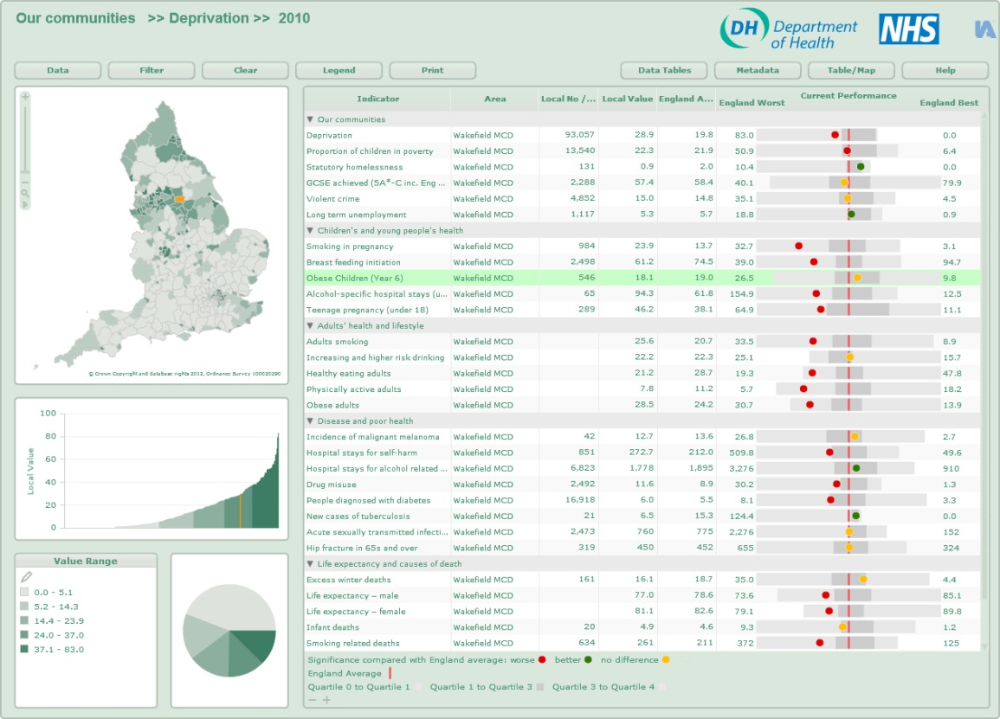 Our communities >> Deprivation >> 2010
DH Department of Health
NHS
Data Filter Clear Legend Print Data Tables Metadata Table/Map Help
Indicator Area Local No /... Local Value England A... England Worst Current Performance England Best
▼ Our communities
Deprivation Wakefield MCD 93,057 28.9 19.8 83.0 0.0
Proportion of children in poverty Wakefield MCD 13,540 22.3 21.9 50.9 6.4
Statutory homelessness Wakefield MCD 131 0.9 2.0 10.4 0.0
GCSE achieved (5A*-C inc. Eng ... Wakefield MCD 2,288 57.4 58.4 40.1 79.9
Violent crime Wakefield MCD 4,852 15.0 14.8 35.1 4.5
Long term unemployment Wakefield MCD 1,117 5.3 5.7 18.8 0.9
▼ Children's and young people's health
Smoking in pregnancy Wakefield MCD 984 23.9 13.7 32.7 3.1
Breast feeding initiation Wakefield MCD 2,498 61.2 74.5 39.0 94.7
Obese Children (Year 6) Wakefield MCD 546 18.1 19.0 26.5 9.8
Alcohol-specific hospital stays (u... Wakefield MCD 65 94.3 61.8 154.9 12.5
Teenage pregnancy (under 18) Wakefield MCD 289 46.2 38.1 64.9 11.1
▼ Adults' health and lifestyle
Adults smoking Wakefield MCD 25.6 20.7 33.5 8.9
Increasing and higher risk drinking Wakefield MCD 22.2 22.3 25.1 15.7
Healthy eating adults Wakefield MCD 21.2 28.7 19.3 47.8
Physically active adults Wakefield MCD 7.8 11.2 5.7 18.2
Obese adults Wakefield MCD 28.5 24.2 30.7 13.9
▼ Disease and poor health
Incidence of malignant melanoma Wakefield MCD 42 12.7 13.6 26.8 2.7
Hospital stays for self-harm Wakefield MCD 851 272.7 212.0 509.8 49.6
Hospital stays for alcohol related ... Wakefield MCD 6,823 1,778 1,895 3,276 910
Drug misuse Wakefield MCD 2,492 11.6 8.9 30.2 1.3
People diagnosed with diabetes Wakefield MCD 16,918 6.0 5.5 8.1 3.3
New cases of tuberculosis Wakefield MCD 21 6.5 15.3 124.4 0.0
Acute sexually transmitted infecti... Wakefield MCD 2,473 760 775 2,276 152
Hip fracture in 65s and over Wakefield MCD 319 450 452 655 324
▼ Life expectancy and causes of death
Excess winter deaths Wakefield MCD 161 16.1 18.7 35.0 4.4
Life expectancy – male Wakefield MCD 77.0 78.6 73.6 85.1
Life expectancy – female Wakefield MCD 81.1 82.6 79.1 89.8
Infant deaths Wakefield MCD 20 4.9 4.6 9.3 1.2
Smoking related deaths Wakefield MCD 634 261 211 372 125
Significance compared with England average: worse better no difference
England Average
Quartile 0 to Quartile 1 Quartile 1 to Quartile 3 Quartile 3 to Quartile 4
© Crown Copyright and database rights 2012, Ordnance Survey 100020290
Local Value
100
80
60
40
20
0
Value Range
0.0 - 5.1
5.2 - 14.3
14.4 - 23.9
24.0 - 37.0
37.1 - 83.0